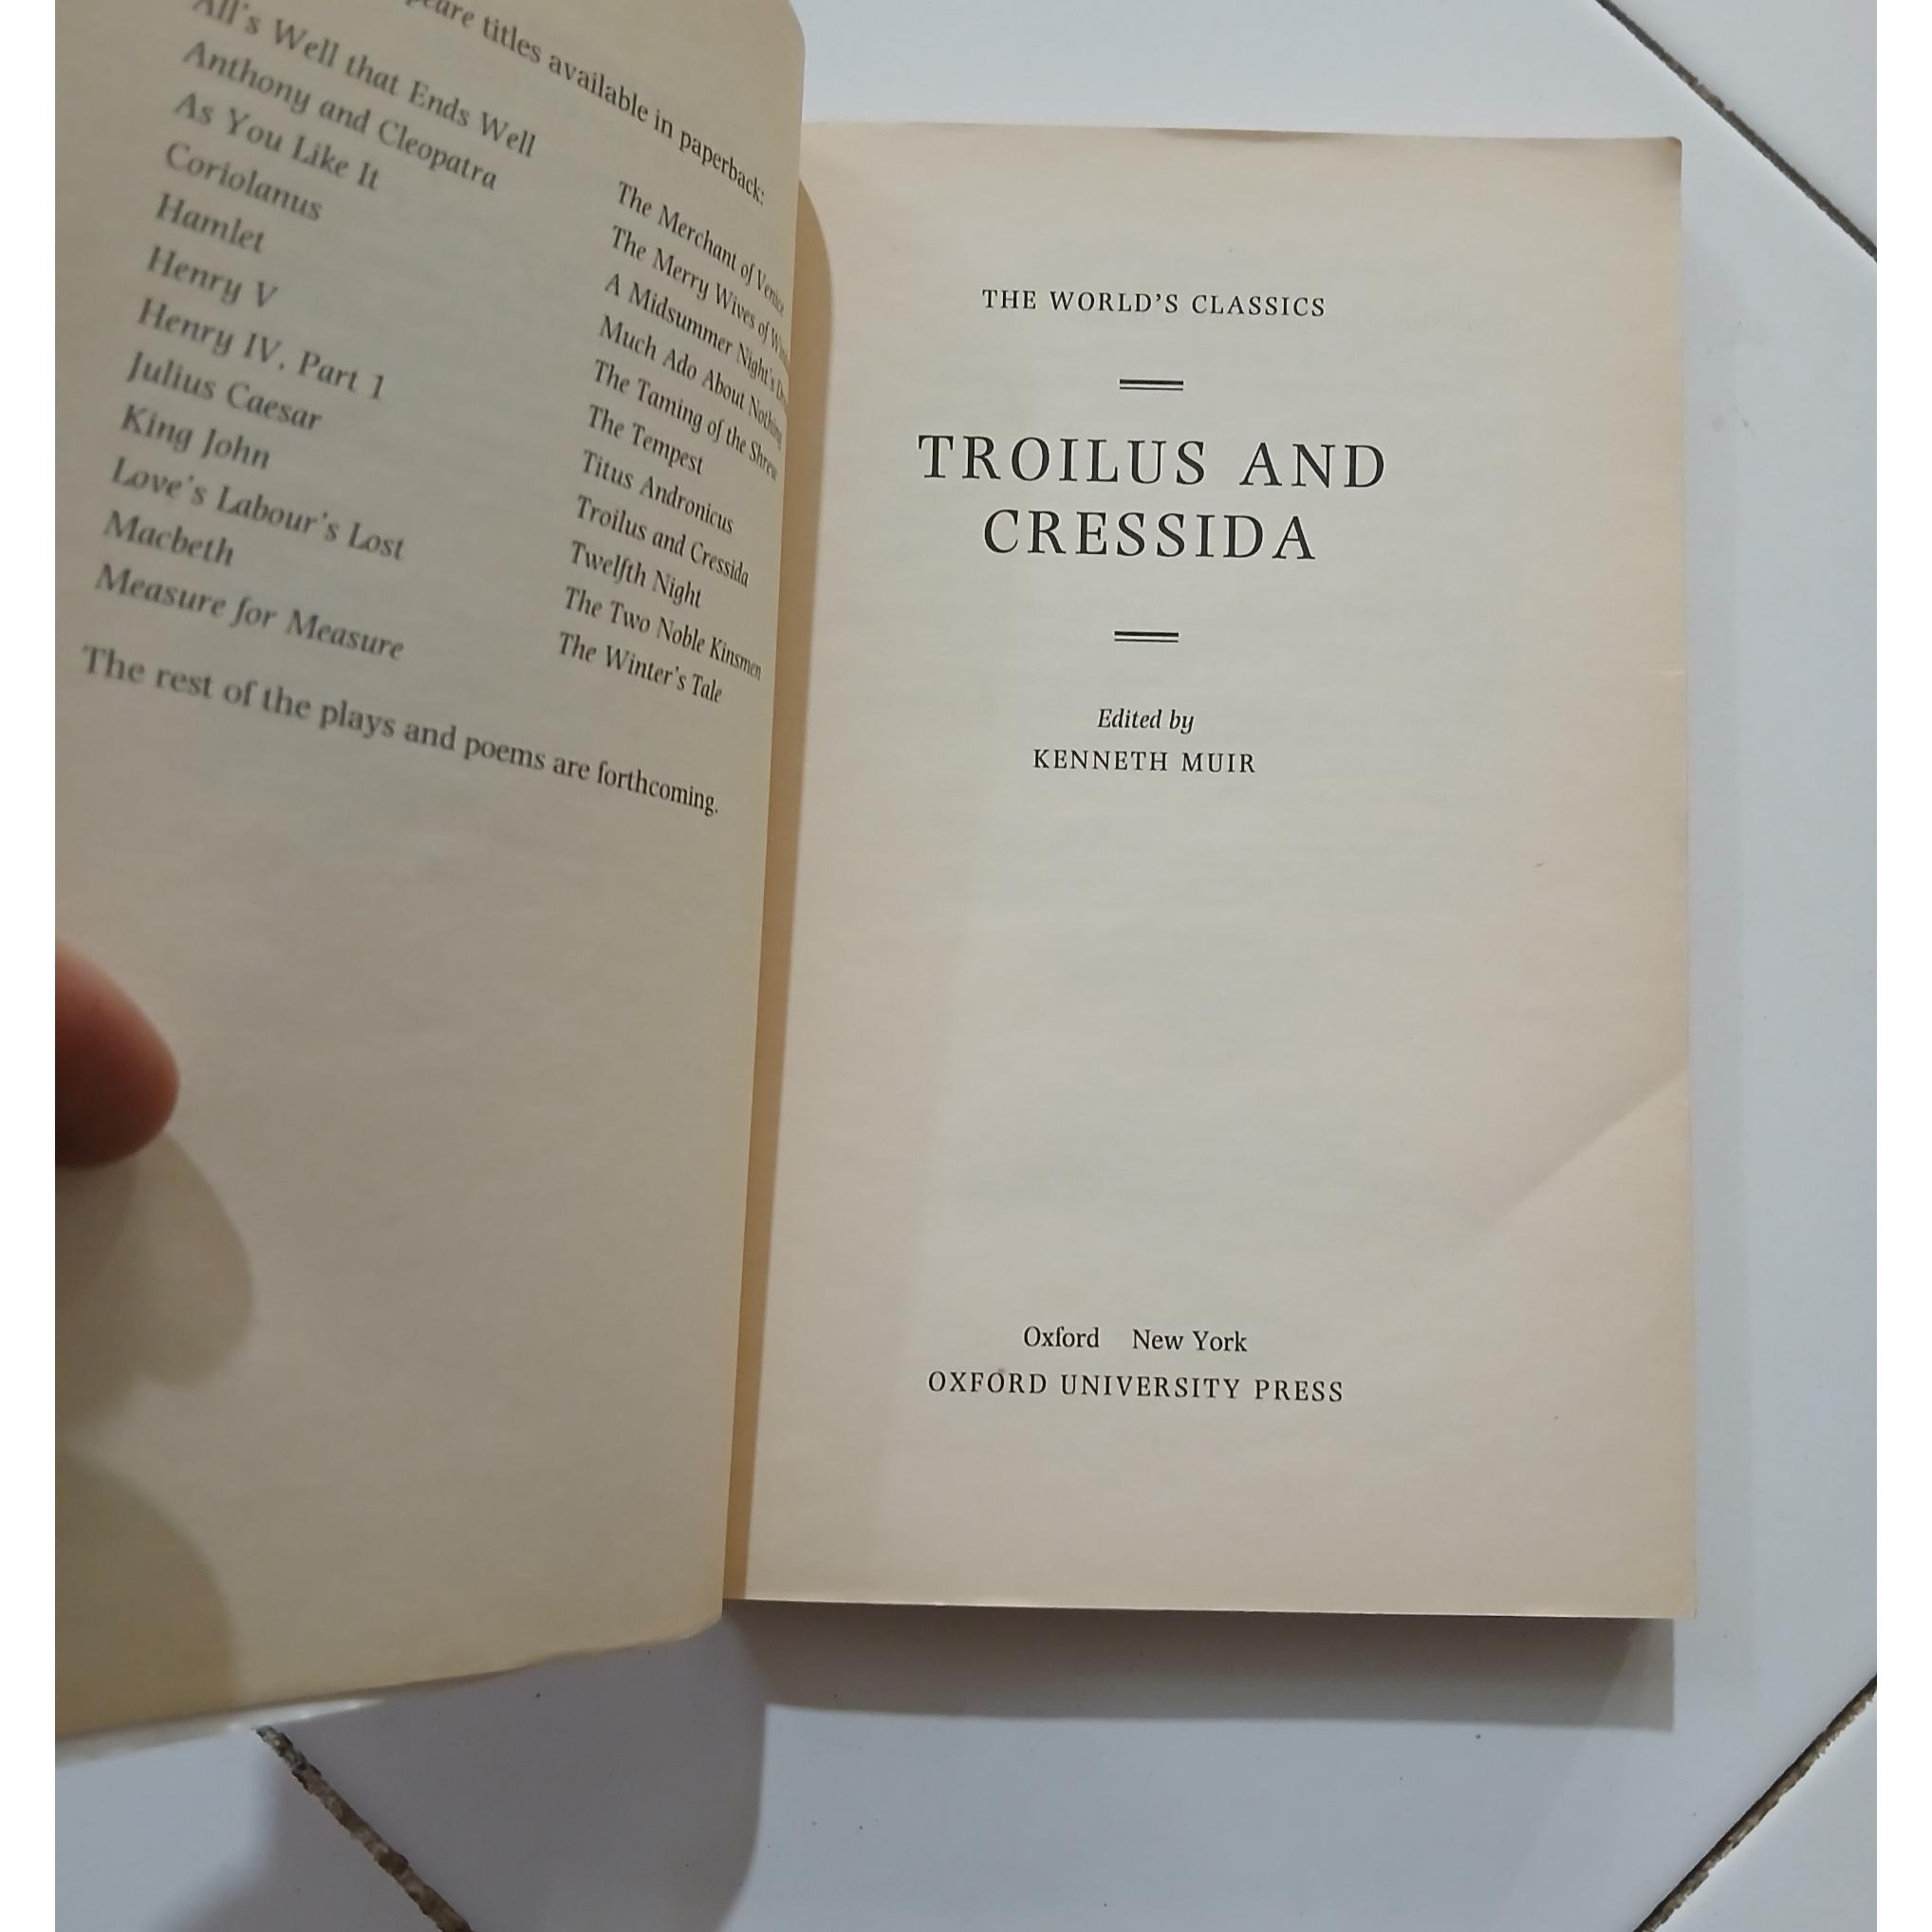 titles available in paperback:
All's Well that Ends Well
Anthony and Cleopatra
As You Like It
Coriolanus
Hamlet
Henry V
Henry IV, Part 1
Julius Caesar
King John
Love's Labour's Lost
Macbeth
Measure for Measure
The Merchant of Venice
The Merry Wives of
A Midsummer Night's
Much Ado About Nothing
The Taming of the Shrew
The Tempest
Titus Andronicus
Troilus and Cressida
Twelfth Night
The Two Noble Kinsmen
The Winter's Tale
The rest of the plays and poems are forthcoming.
THE WORLD'S CLASSICS
TROILUS AND
CRESSIDA
Edited by
KENNETH MUIR
Oxford New York
OXFORD UNIVERSITY PRESS